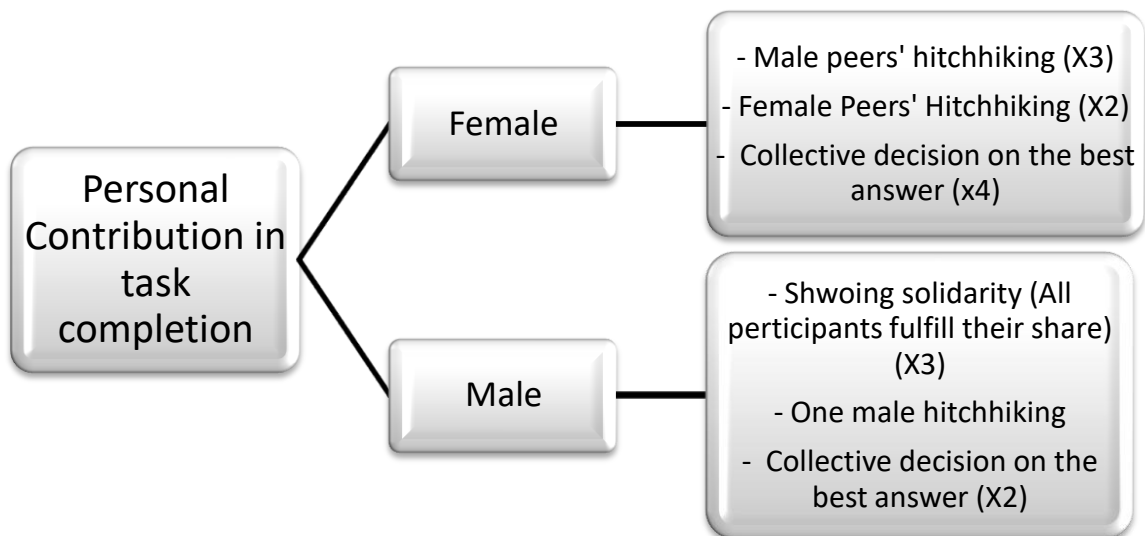 Personal
Contribution in
task
completion
Female
- Male peers' hitchhiking (X3)
- Female Peers' Hitchhiking (X2)
- Collective decision on the best
answer (x4)
Male
- Shwoing solidarity (All
perticipants fulfill their share)
(X3)
- One male hitchhiking
- Collective decision on the
best answer (X2)